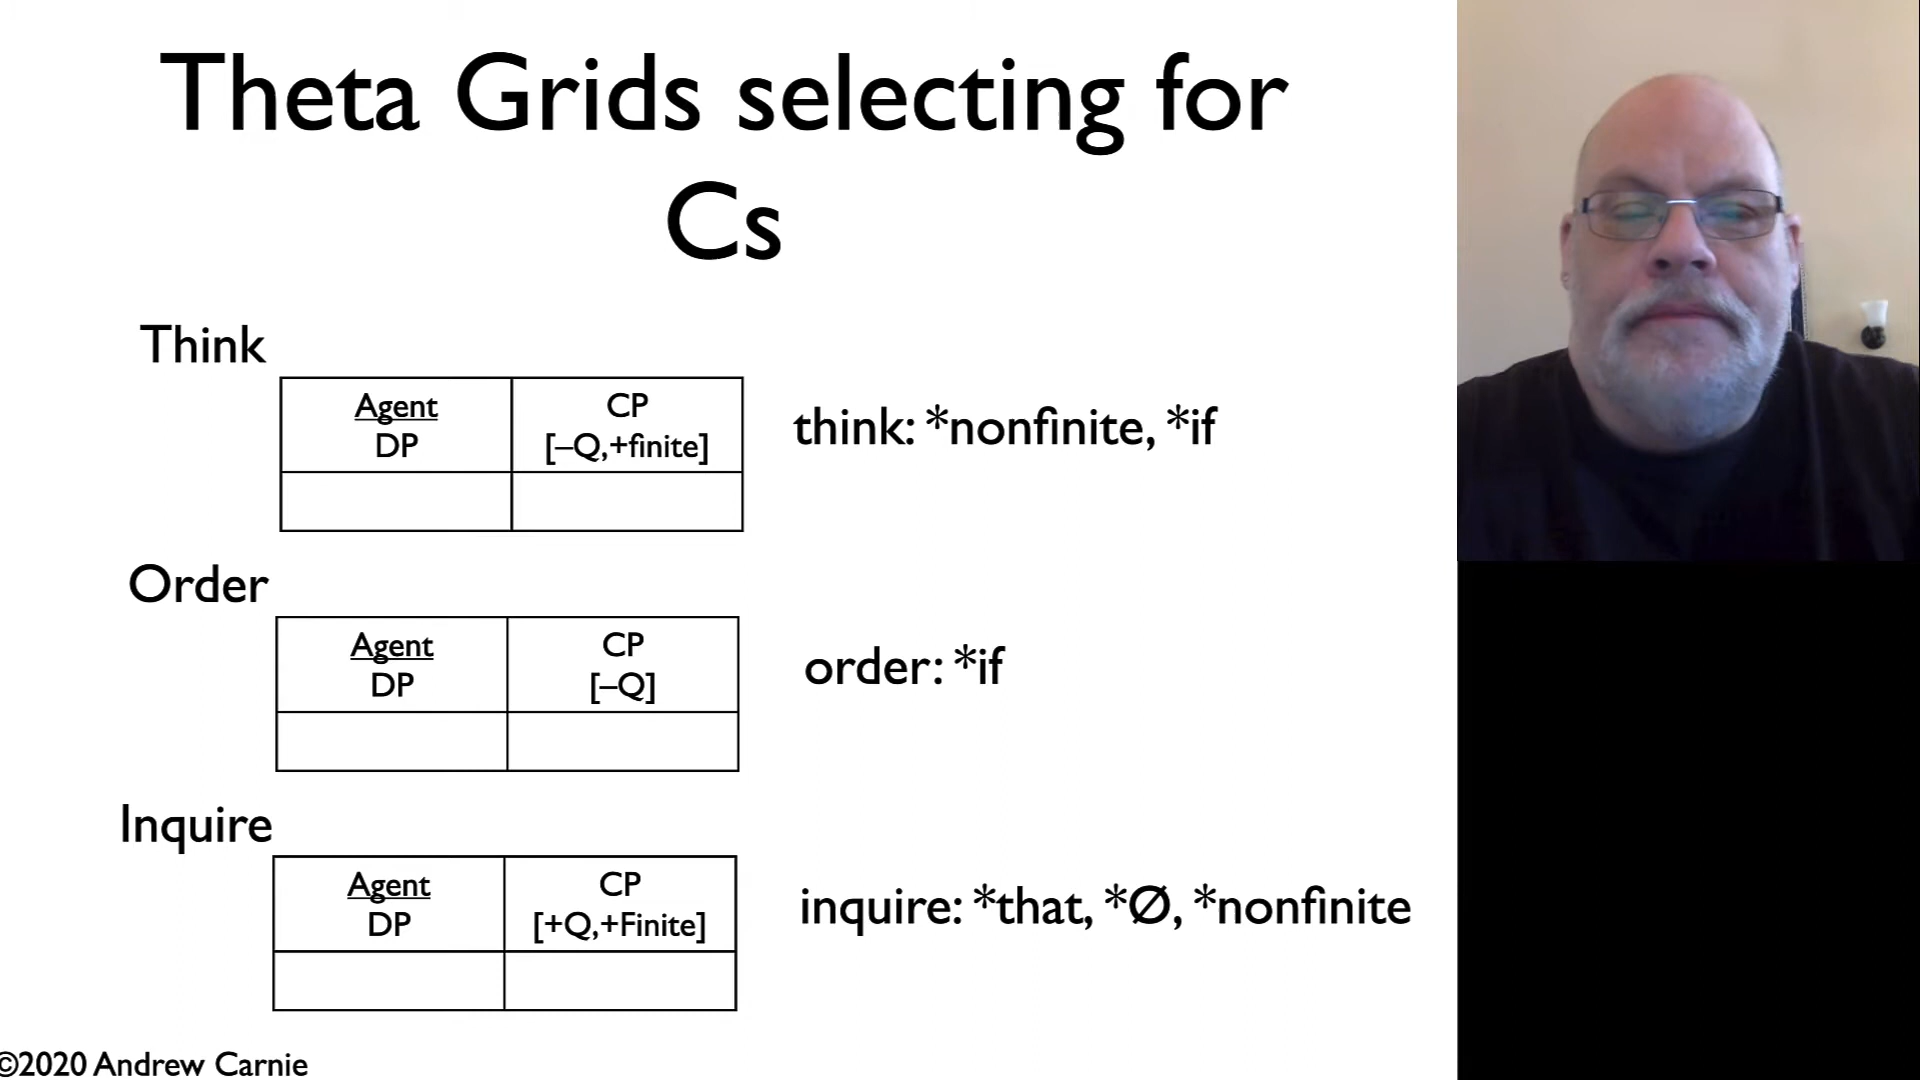 Theta Grids selecting for
Cs
Think
Agent CP
DP [–Q,+finite]
think: *nonfinite, *if
Order
Agent CP
DP [–Q]
order: *if
Inquire
Agent CP
DP [+Q,+Finite]
inquire: *that, *Ø, *nonfinite
©2020 Andrew Carnie